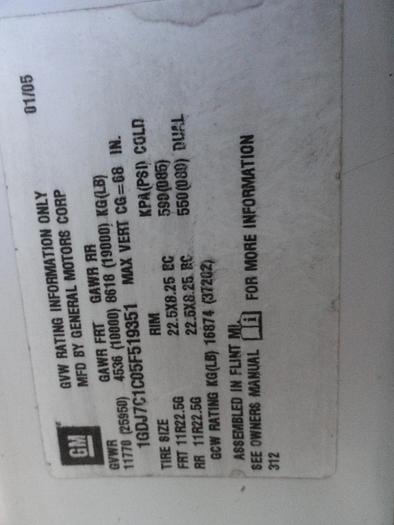 GM
GVW RATING INFORMATION ONLY 01/05
MFD BY GENERAL MOTORS CORP
GVWR GAWR FRT GAWR RR
11770 (25950) 4536 (10000) 8618 (19000) KG(LB)
1GDJ7C1C05F519351 MAX VERT CG=68 IN.
TIRE SIZE RIM KPA(PSI) COLD
FRT 11R22.5G 22.5X8.25 RC 590(085)
RR 11R22.5G 22.5X8.25 RC 550(080) DUAL
GCW RATING KG(LB) 16874 (37202)
ASSEMBLED IN FLINT MI.
SEE OWNERS MANUAL i FOR MORE INFORMATION
312